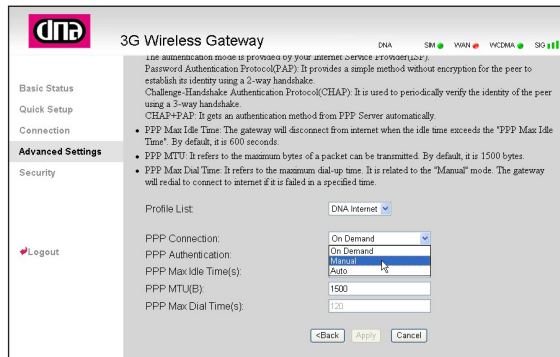 dna
3G Wireless Gateway
DNA SIM WAN WCDMA SIG
Basic Status
Quick Setup
Connection
Advanced Settings
Security
Logout
The authentication mode is provided by your Internet Service Provider(ISP).
Password Authentication Protocol(PAP): It provides a simple method without encryption for the peer to
establish its identity using a 2-way handshake.
Challenge-Handshake Authentication Protocol(CHAP): It is used to periodically verify the identity of the peer
using a 3-way handshake.
CHAP+PAP: It gets an authentication method from PPP Server automatically.
• PPP Max Idle Time: The gateway will disconnect from internet when the idle time exceeds the "PPP Max Idle
Time". By default, it is 600 seconds.
• PPP MTU: It refers to the maximum bytes of a packet can be transmitted. By default, it is 1500 bytes.
• PPP Max Dial Time: It refers to the maximum dial-up time. It is related to the "Manual" mode. The gateway
will redial to connect to internet if it is failed in a specified time.
Profile List: DNA Internet
PPP Connection: On Demand
On Demand
PPP Authentication:
Manual
PPP Max Idle Time(s): Auto
PPP MTU(B): 1500
PPP Max Dial Time(s): 120
<Back Apply Cancel